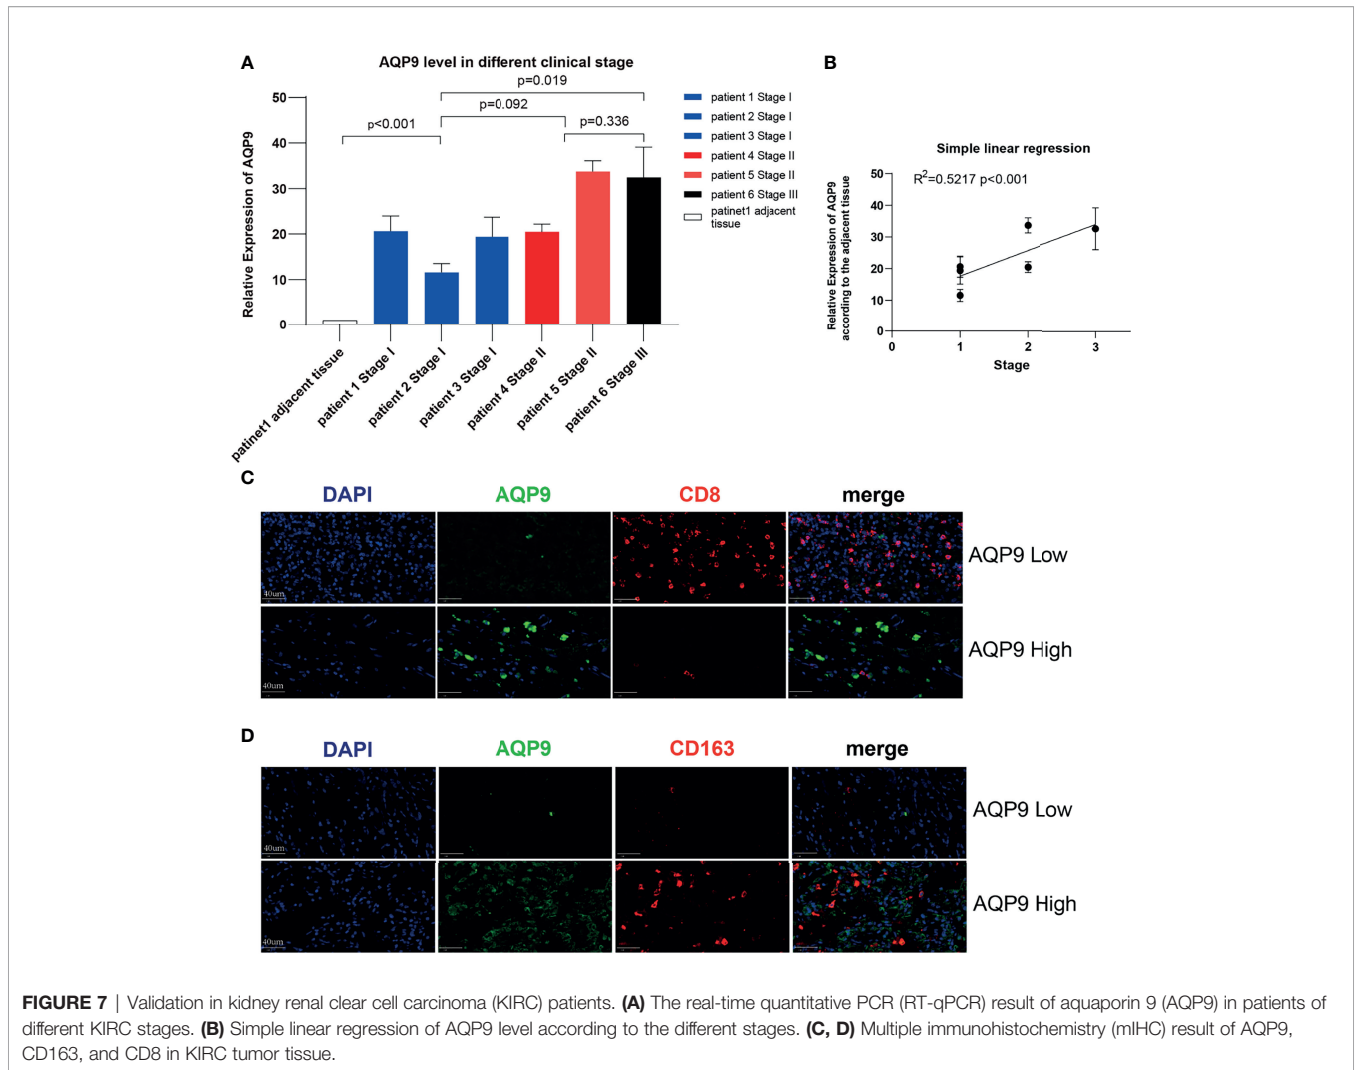 A
AQP9 level in different clinical stage
p=0.019
p=0.092
p=0.336
p<0.001
Relative Expression of AQP9
50
40
30
20
10
0
patinet1 adjacent tissue
patient 1 Stage I
patient 2 Stage I
patient 3 Stage I
patient 4 Stage II
patient 5 Stage II
patient 6 Stage III
patient 1 Stage I
patient 2 Stage I
patient 3 Stage I
patient 4 Stage II
patient 5 Stage II
patient 6 Stage III
patinet1 adjacent
tissue
B
Simple linear regression
R²=0.5217 p<0.001
Relative Expression of AQP9
according to the adjacent tissue
50
40
30
20
10
0
0 1 2 3
Stage
C
DAPI AQP9 CD8 merge
40um
AQP9 Low
40um
AQP9 High
D
DAPI AQP9 CD163 merge
40um
AQP9 Low
40um
AQP9 High
FIGURE 7 | Validation in kidney renal clear cell carcinoma (KIRC) patients. (A) The real-time quantitative PCR (RT-qPCR) result of aquaporin 9 (AQP9) in patients of
different KIRC stages. (B) Simple linear regression of AQP9 level according to the different stages. (C, D) Multiple immunohistochemistry (mIHC) result of AQP9,
CD163, and CD8 in KIRC tumor tissue.